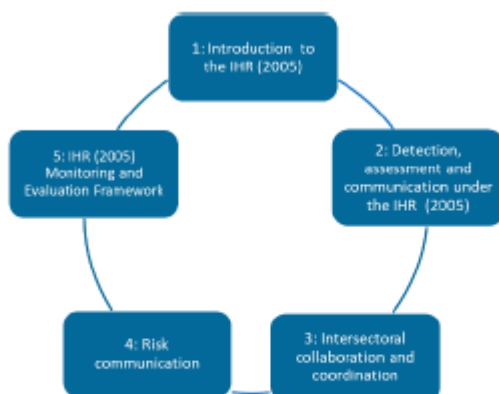 1: Introduction to
the IHR (2005)
2: Detection,
assessment and
communication under
the IHR (2005)
3: Intersectoral
collaboration and
coordination
4: Risk
communication
5: IHR (2005)
Monitoring and
Evaluation Framework